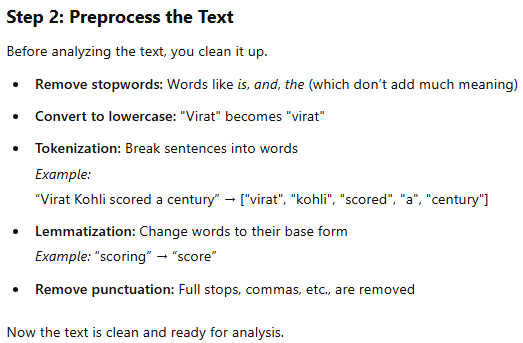 Step 2: Preprocess the Text
Before analyzing the text, you clean it up.
• Remove stopwords: Words like is, and, the (which don’t add much meaning)
• Convert to lowercase: "Virat" becomes "virat"
• Tokenization: Break sentences into words
Example:
“Virat Kohli scored a century” → ["virat", "kohli", "scored", "a", "century"]
• Lemmatization: Change words to their base form
Example: “scoring” → “score”
• Remove punctuation: Full stops, commas, etc., are removed
Now the text is clean and ready for analysis.